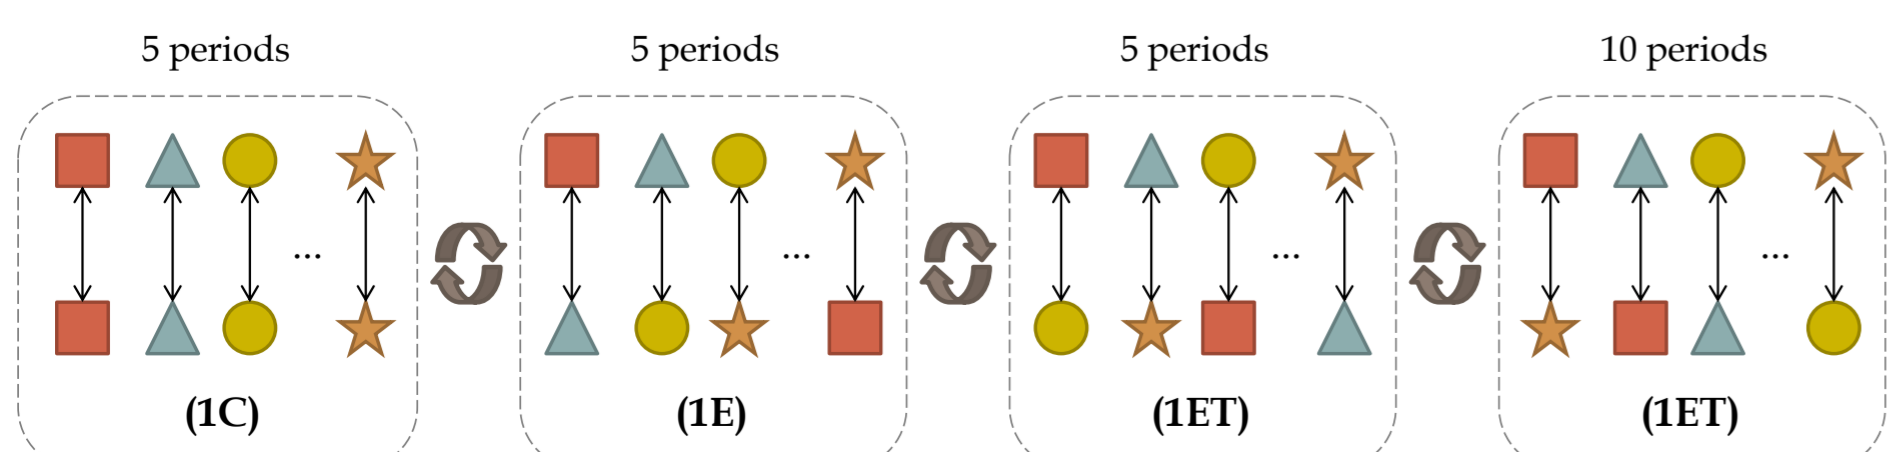 5 periods
5 periods
5 periods
10 periods
...
...
...
...
(1C)
(1E)
(1ET)
(1ET)